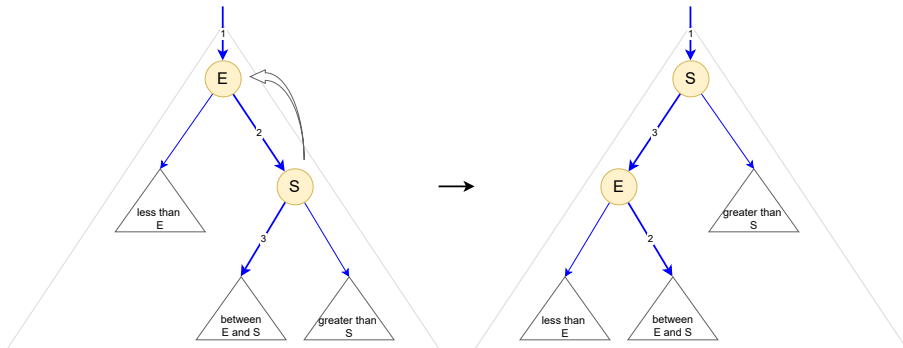 1
E
2
S
3
less than
E
between
E and S
greater than
S
1
S
3
E
2
greater than
S
less than
E
between
E and S